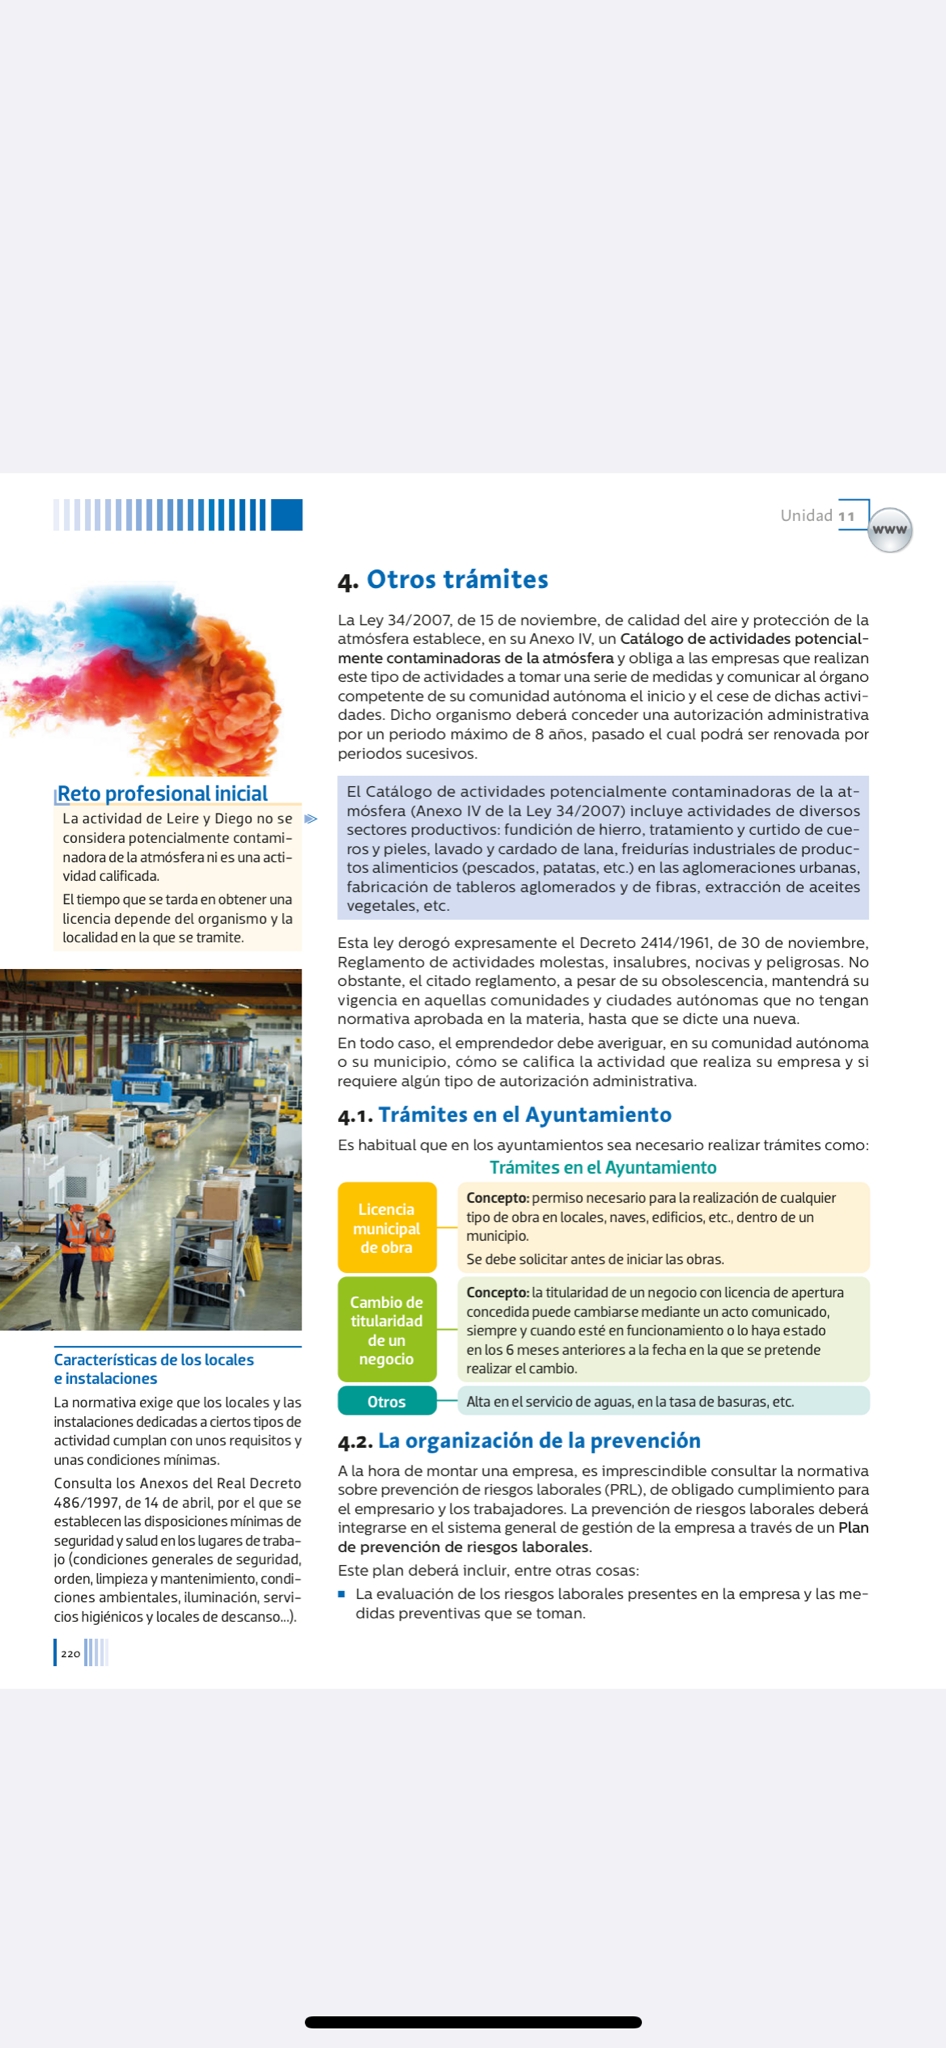 Unidad 11
www
4. Otros trámites
La Ley 34/2007, de 15 de noviembre, de calidad del aire y protección de la
atmósfera establece, en su Anexo IV, un Catálogo de actividades potencial-
mente contaminadoras de la atmósfera y obliga a las empresas que realizan
este tipo de actividades a tomar una serie de medidas y comunicar al órgano
competente de su comunidad autónoma el inicio y el cese de dichas activi-
dades. Dicho organismo deberá conceder una autorización administrativa
por un periodo máximo de 8 años, pasado el cual podrá ser renovada por
periodos sucesivos.
Reto profesional inicial
La actividad de Leire y Diego no se
considera potencialmente contami-
nadora de la atmósfera ni es una acti-
vidad calificada.
El tiempo que se tarda en obtener una
licencia depende del organismo y la
localidad en la que se tramite.
El Catálogo de actividades potencialmente contaminadoras de la at-
mósfera (Anexo IV de la Ley 34/2007) incluye actividades de diversos
sectores productivos: fundición de hierro, tratamiento y curtido de cue-
ros y pieles, lavado y cardado de lana, freidurías industriales de produc-
tos alimenticios (pescados, patatas, etc.) en las aglomeraciones urbanas,
fabricación de tableros aglomerados y de fibras, extracción de aceites
vegetales, etc.
Esta ley derogó expresamente el Decreto 2414/1961, de 30 de noviembre,
Reglamento de actividades molestas, insalubres, nocivas y peligrosas. No
obstante, el citado reglamento, a pesar de su obsolescencia, mantendrá su
vigencia en aquellas comunidades y ciudades autónomas que no tengan
normativa aprobada en la materia, hasta que se dicte una nueva.
En todo caso, el emprendedor debe averiguar, en su comunidad autónoma
o su municipio, cómo se califica la actividad que realiza su empresa y si
requiere algún tipo de autorización administrativa.
4.1. Trámites en el Ayuntamiento
Es habitual que en los ayuntamientos sea necesario realizar trámites como:
Trámites en el Ayuntamiento
Licencia
municipal
de obra
Concepto: permiso necesario para la realización de cualquier
tipo de obra en locales, naves, edificios, etc., dentro de un
municipio.
Se debe solicitar antes de iniciar las obras.
Cambio de
titularidad
de un
negocio
Concepto: la titularidad de un negocio con licencia de apertura
concedida puede cambiarse mediante un acto comunicado,
siempre y cuando esté en funcionamiento o lo haya estado
en los 6 meses anteriores a la fecha en la que se pretende
realizar el cambio.
Otros
Alta en el servicio de aguas, en la tasa de basuras, etc.
Características de los locales
e instalaciones
La normativa exige que los locales y las
instalaciones dedicadas a ciertos tipos de
actividad cumplan con unos requisitos y
unas condiciones mínimas.
Consulta los Anexos del Real Decreto
486/1997, de 14 de abril, por el que se
establecen las disposiciones mínimas de
seguridad y salud en los lugares de traba-
jo (condiciones generales de seguridad,
orden, limpieza y mantenimiento, condi-
ciones ambientales, iluminación, servi-
cios higiénicos y locales de descanso...).
4.2. La organización de la prevención
A la hora de montar una empresa, es imprescindible consultar la normativa
sobre prevención de riesgos laborales (PRL), de obligado cumplimiento para
el empresario y los trabajadores. La prevención de riesgos laborales deberá
integrarse en el sistema general de gestión de la empresa a través de un Plan
de prevención de riesgos laborales.
Este plan deberá incluir, entre otras cosas:
■ La evaluación de los riesgos laborales presentes en la empresa y las me-
didas preventivas que se toman.
220